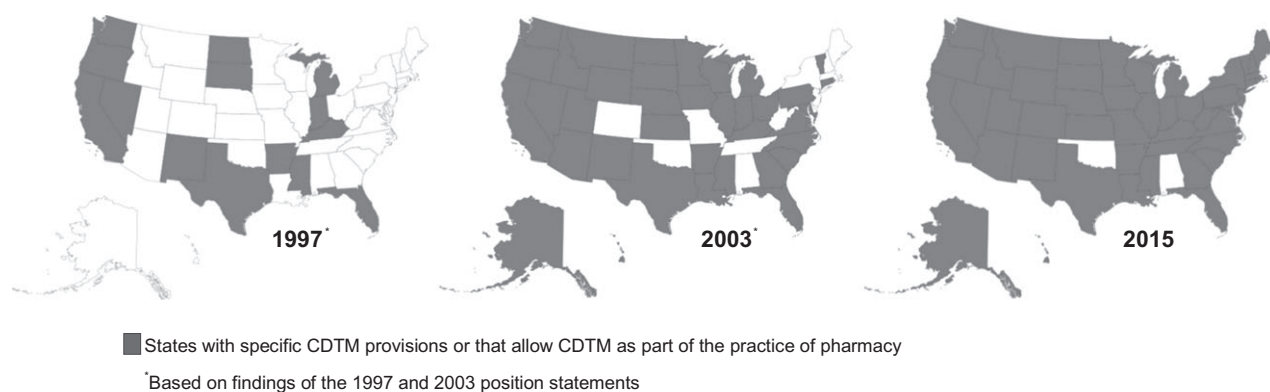 1997*
2003*
2015
States with specific CDTM provisions or that allow CDTM as part of the practice of pharmacy
*Based on findings of the 1997 and 2003 position statements